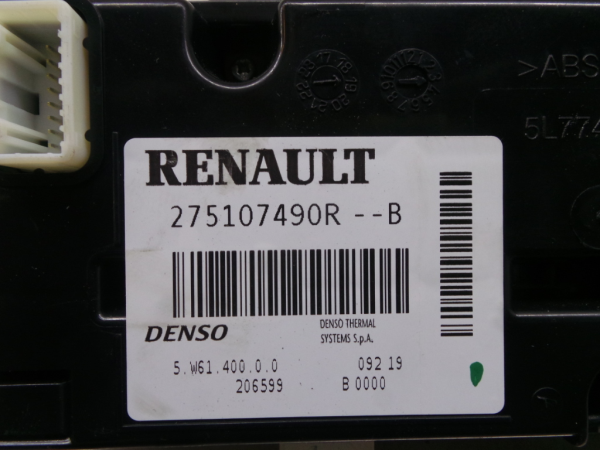 >ABS
5L774
RENAULT
275107490R --B
DENSO
DENSO THERMAL
SYSTEMS S.p.A.
5.W61.400.0.0
092 19
206599
B 0000